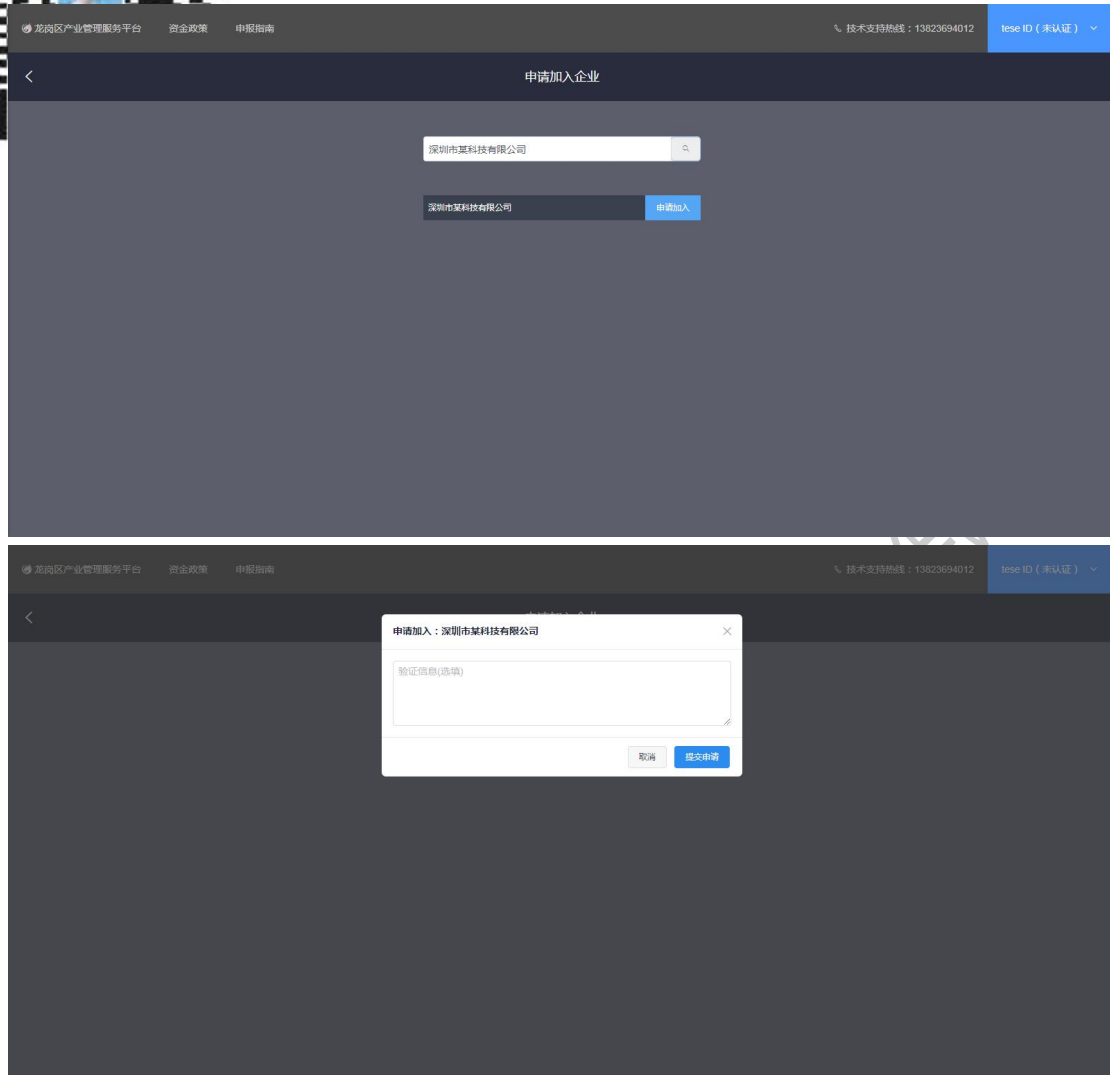 龙岗区产业管理服务平台 资金政策 申报指南 技术支持热线：13823694012 tese ID（未认证）
申请加入企业
深圳市某科技有限公司
深圳市某科技有限公司 申请加入
龙岗区产业管理服务平台 资金政策 申报指南 技术支持热线：13823694012 tese ID（未认证）
申请加入：深圳市某科技有限公司
验证信息(选填)
取消 提交申请